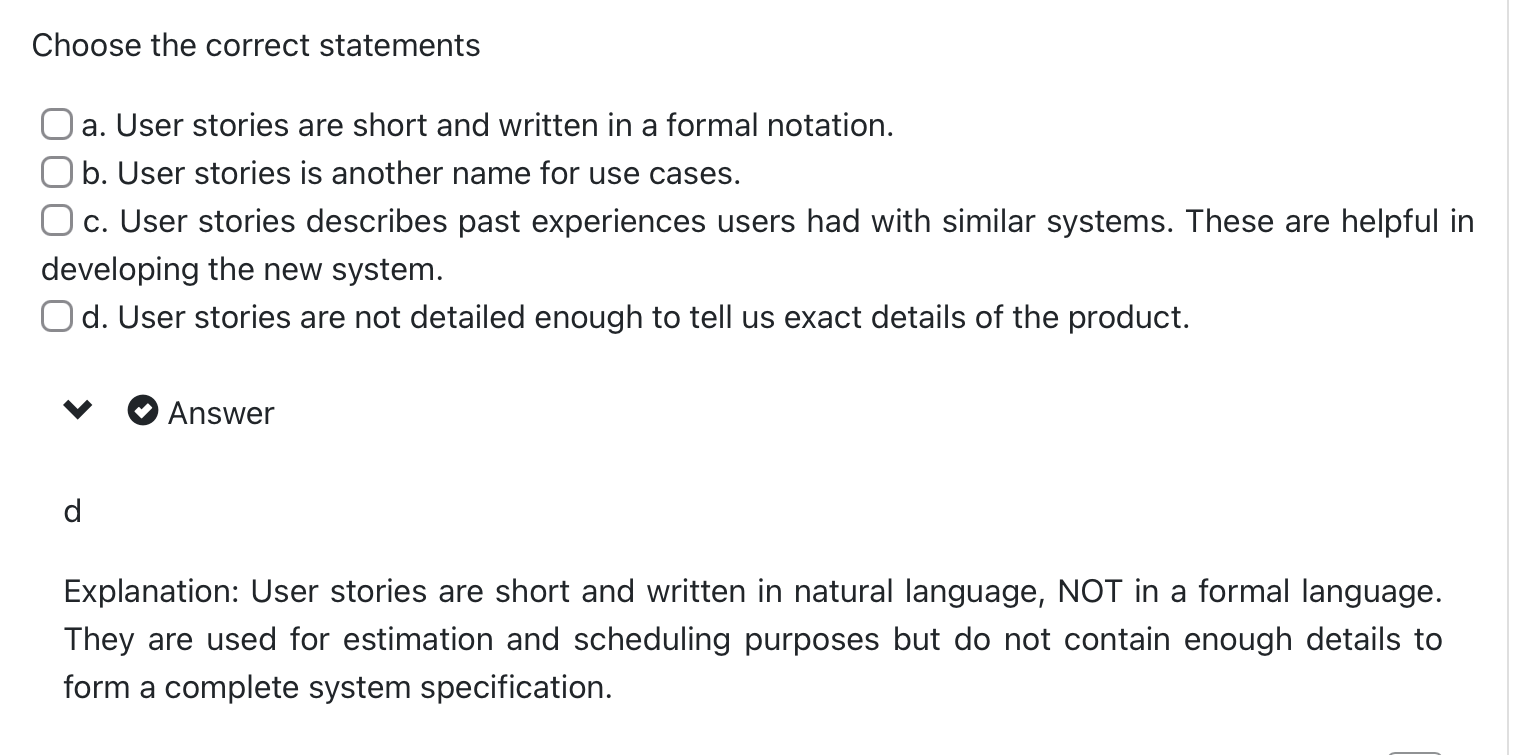 Choose the correct statements
a. User stories are short and written in a formal notation.
b. User stories is another name for use cases.
c. User stories describes past experiences users had with similar systems. These are helpful in
developing the new system.
d. User stories are not detailed enough to tell us exact details of the product.
Answer
d
Explanation: User stories are short and written in natural language, NOT in a formal language.
They are used for estimation and scheduling purposes but do not contain enough details to
form a complete system specification.